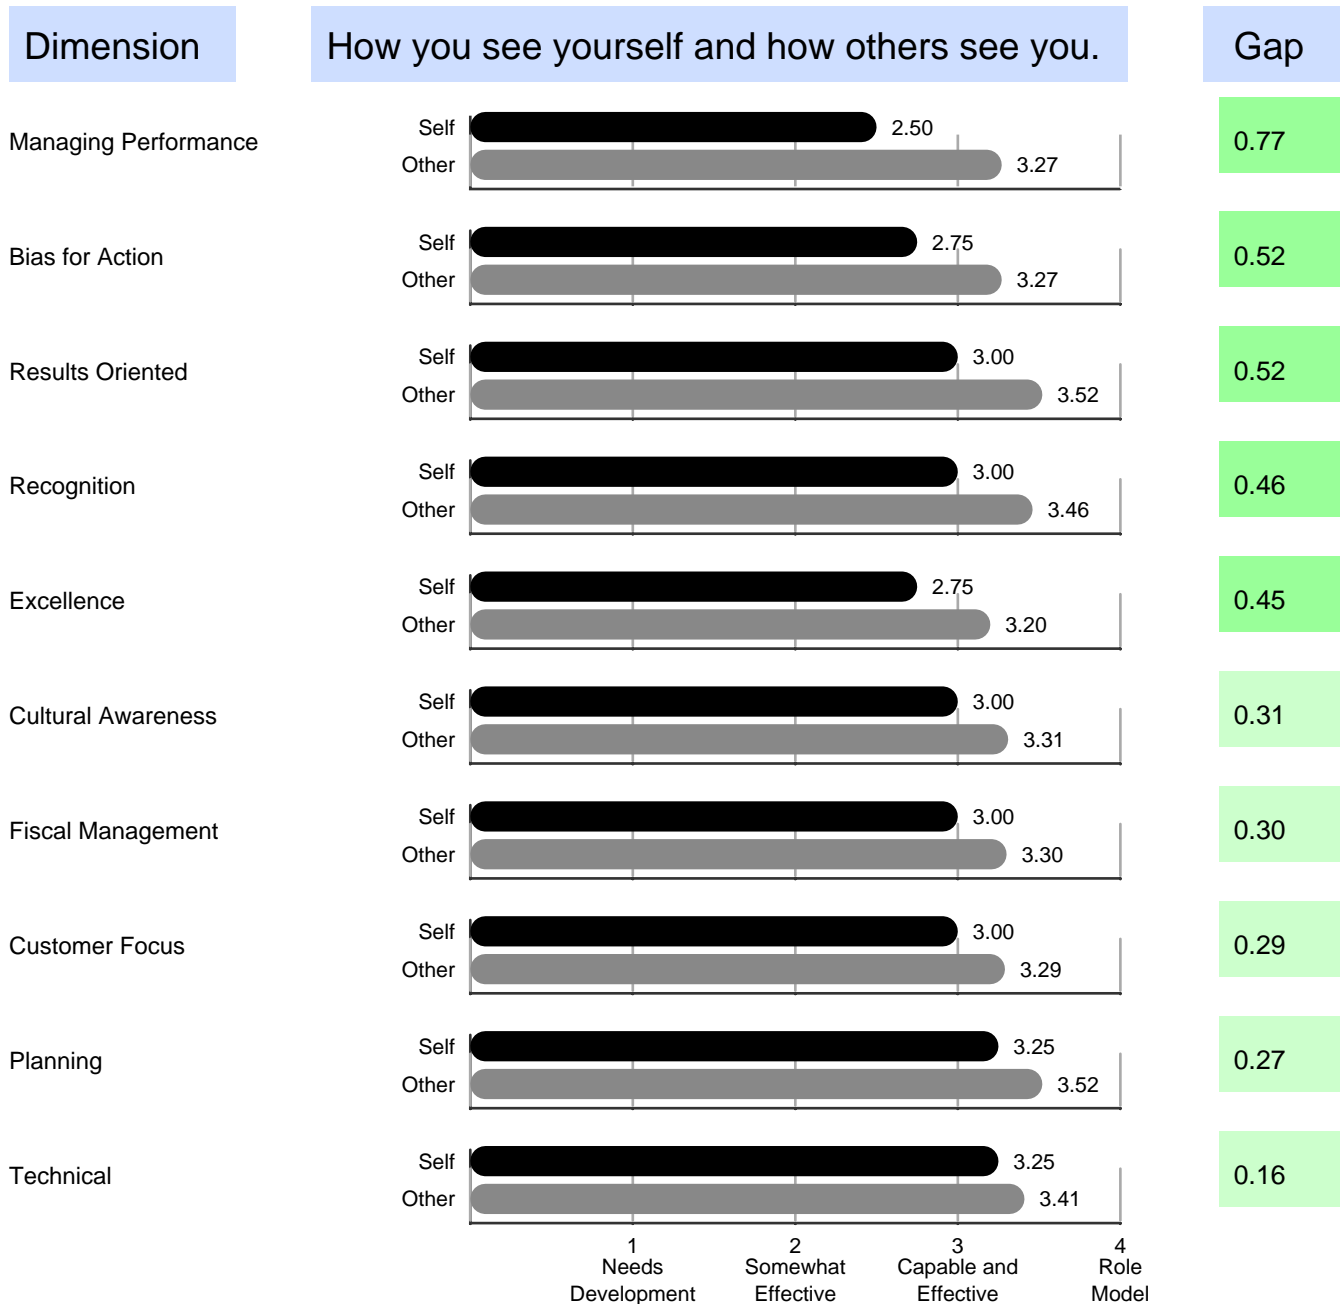 Dimension
How you see yourself and how others see you.
Gap
Managing Performance
Self
2.50
Other
3.27
0.77
Bias for Action
Self
2.75
Other
3.27
0.52
Results Oriented
Self
3.00
Other
3.52
0.52
Recognition
Self
3.00
Other
3.46
0.46
Excellence
Self
2.75
Other
3.20
0.45
Cultural Awareness
Self
3.00
Other
3.31
0.31
Fiscal Management
Self
3.00
Other
3.30
0.30
Customer Focus
Self
3.00
Other
3.29
0.29
Planning
Self
3.25
Other
3.52
0.27
Technical
Self
3.25
Other
3.41
0.16
1
Needs
Development
2
Somewhat
Effective
3
Capable and
Effective
4
Role
Model